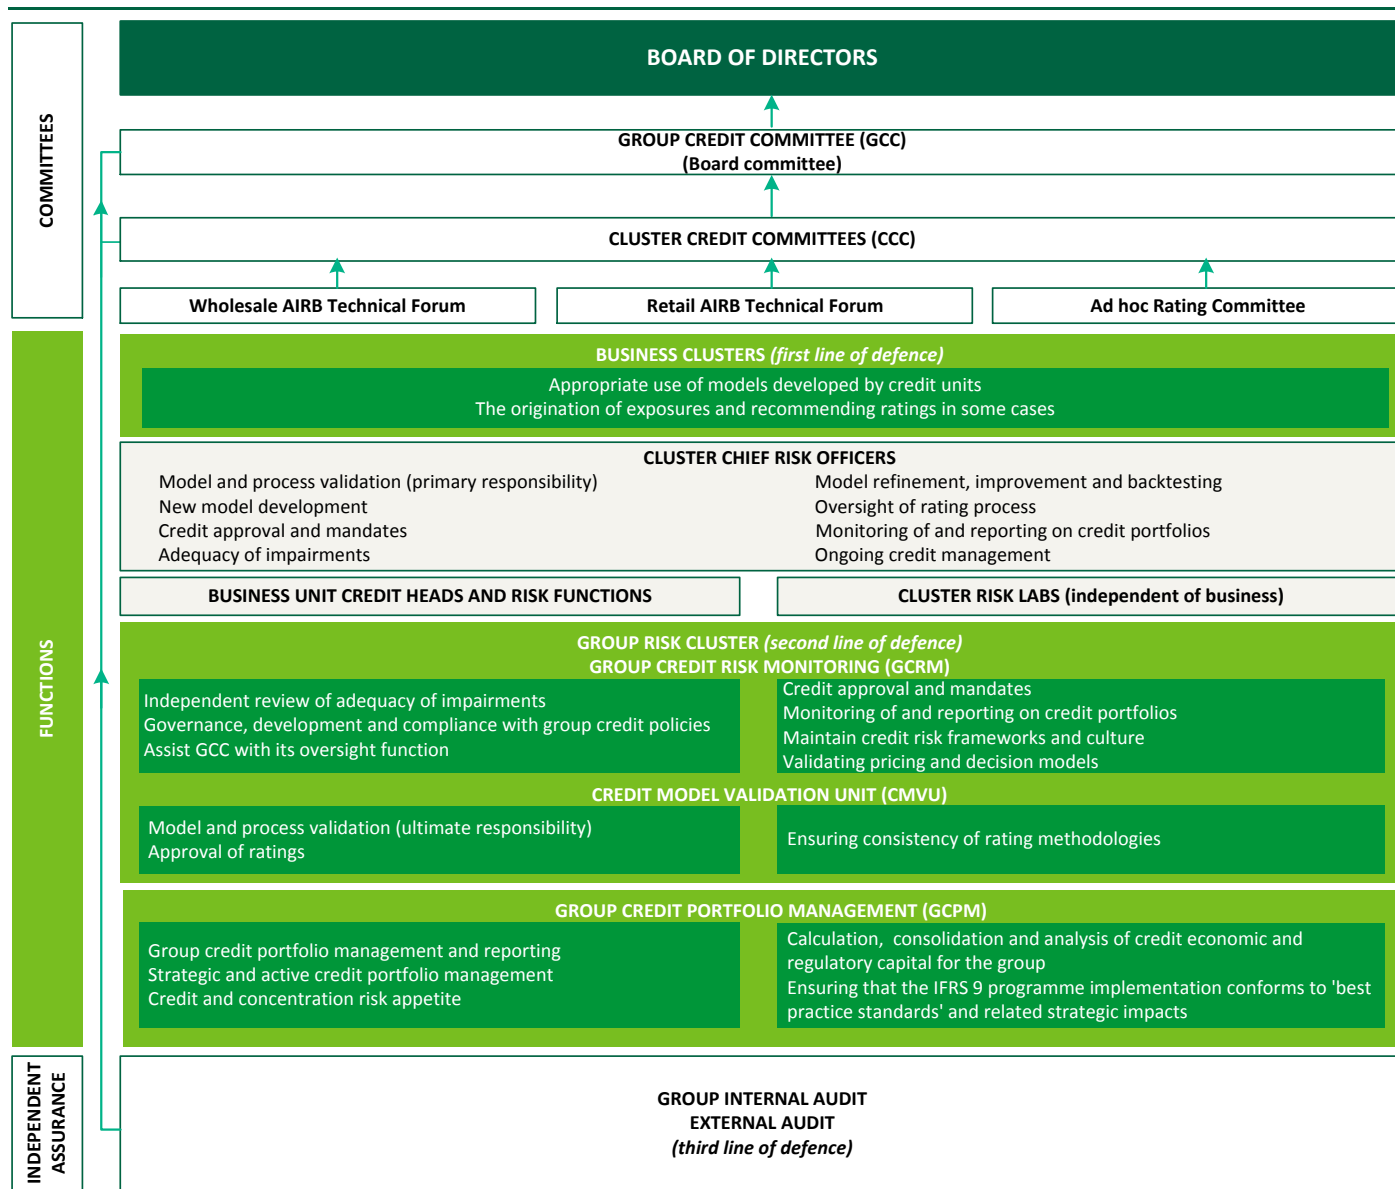 COMMITTEES
BOARD OF DIRECTORS
GROUP CREDIT COMMITTEE (GCC)
(Board committee)
CLUSTER CREDIT COMMITTEES (CCC)
Wholesale AIRB Technical Forum
Retail AIRB Technical Forum
Ad hoc Rating Committee
FUNCTIONS
BUSINESS CLUSTERS (first line of defence)
Appropriate use of models developed by credit units
The origination of exposures and recommending ratings in some cases
CLUSTER CHIEF RISK OFFICERS
Model and process validation (primary responsibility)
New model development
Credit approval and mandates
Adequacy of impairments
Model refinement, improvement and backtesting
Oversight of rating process
Monitoring of and reporting on credit portfolios
Ongoing credit management
BUSINESS UNIT CREDIT HEADS AND RISK FUNCTIONS
CLUSTER RISK LABS (independent of business)
GROUP RISK CLUSTER (second line of defence)
GROUP CREDIT RISK MONITORING (GCRM)
Independent review of adequacy of impairments
Governance, development and compliance with group credit policies
Assist GCC with its oversight function
Credit approval and mandates
Monitoring of and reporting on credit portfolios
Maintain credit risk frameworks and culture
Validating pricing and decision models
CREDIT MODEL VALIDATION UNIT (CMVU)
Model and process validation (ultimate responsibility)
Approval of ratings
Ensuring consistency of rating methodologies
GROUP CREDIT PORTFOLIO MANAGEMENT (GCPM)
Group credit portfolio management and reporting
Strategic and active credit portfolio management
Credit and concentration risk appetite
Calculation, consolidation and analysis of credit economic and
regulatory capital for the group
Ensuring that the IFRS 9 programme implementation conforms to 'best
practice standards' and related strategic impacts
INDEPENDENT
ASSURANCE
GROUP INTERNAL AUDIT
EXTERNAL AUDIT
(third line of defence)